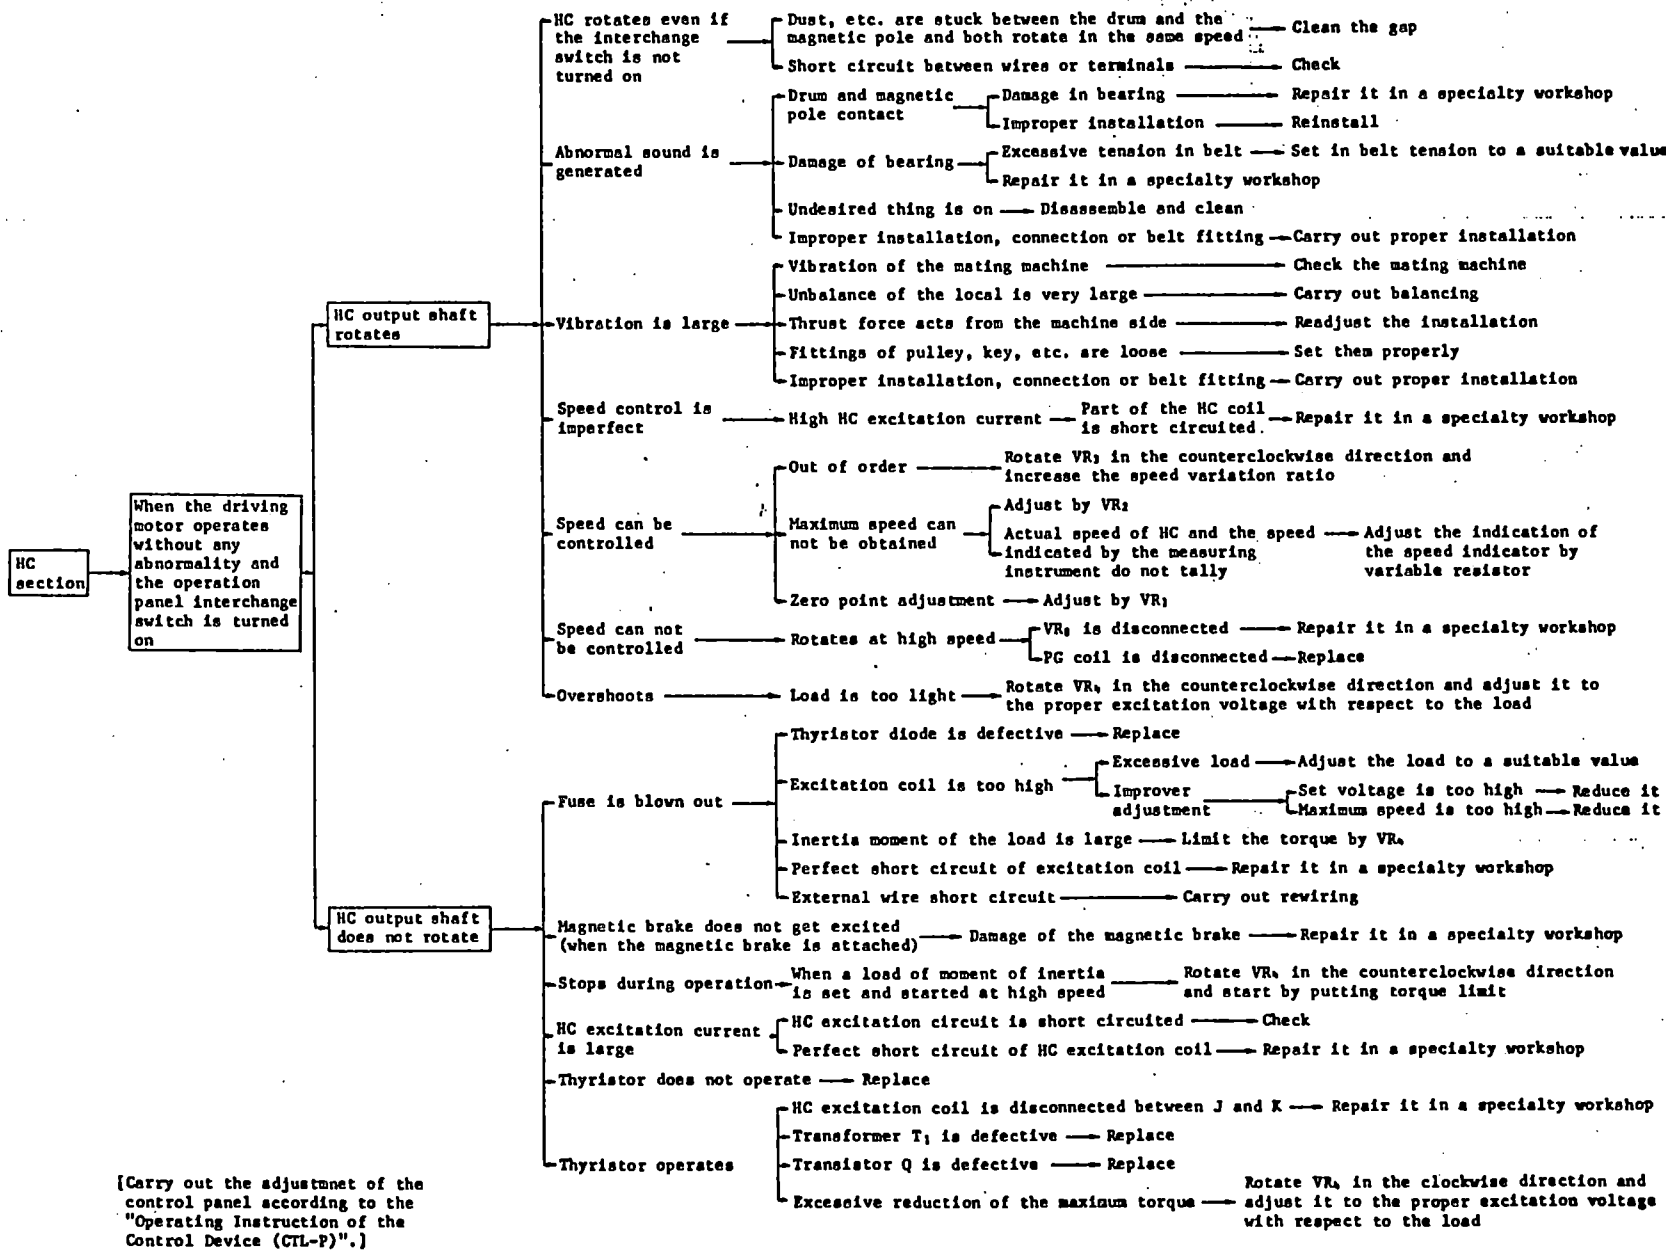 HC
section
When the driving
motor operates
without any
abnormality and
the operation
panel interchange
switch is turned
on
HC output shaft
rotates
HC rotates even if
the interchange
switch is not
turned on
Dust, etc. are stuck between the drum and the
magnetic pole and both rotate in the same speed
Clean the gap
Short circuit between wires or terminals
Check
Abnormal sound is
generated
Drum and magnetic
pole contact
Damage in bearing
Repair it in a specialty workshop
Improper installation
Reinstall
Damage of bearing
Excessive tension in belt
Set in belt tension to a suitable value
Repair it in a specialty workshop
Undesired thing is on
Disassemble and clean
Improper installation, connection or belt fitting
Carry out proper installation
Vibration is large
Vibration of the mating machine
Check the mating machine
Unbalance of the local is very large
Carry out balancing
Thrust force acts from the machine side
Readjust the installation
Fittings of pulley, key, etc. are loose
Set them properly
Improper installation, connection or belt fitting
Carry out proper installation
Speed control is
imperfect
High HC excitation current
Part of the HC coil
is short circuited.
Repair it in a specialty workshop
Speed can be
controlled
Out of order
Rotate VR₃ in the counterclockwise direction and
increase the speed variation ratio
Maximum speed can
not be obtained
Adjust by VR₂
Actual speed of HC and the speed
indicated by the measuring
instrument do not tally
Adjust the indication of
the speed indicator by
variable resistor
Zero point adjustment
Adjust by VR₁
Speed can not
be controlled
Rotates at high speed
is disconnected
Repair it in a specialty workshop
PG coil is disconnected
Replace
Overshoots
Load is too light
Rotate VR₄ in the counterclockwise direction and adjust it to
the proper excitation voltage with respect to the load
HC output shaft
does not rotate
Fuse is blown out
Thyristor diode is defective
Replace
Excitation coil is too high
Excessive load
Adjust the load to a suitable value
Improver
adjustment
Set voltage is too high
Reduce it
Maximum speed is too high
Reduce it
Inertia moment of the load is large
Limit the torque by VR₄
Perfect short circuit of excitation coil
Repair it in a specialty workshop
External wire short circuit
Carry out rewiring
Magnetic brake does not get excited
(when the magnetic brake is attached)
Damage of the magnetic brake
Repair it in a specialty workshop
Stops during operation
When a load of moment of inertia
is set and started at high speed
Rotate VR₄ in the counterclockwise direction
and start by putting torque limit
HC excitation current
is large
HC excitation circuit is short circuited
Check
Perfect short circuit of HC excitation coil
Repair it in a specialty workshop
Thyristor does not operate
Replace
Thyristor operates
HC excitation coil is disconnected between J and K
Repair it in a specialty workshop
Transformer T₁ is defective
Replace
Transistor Q is defective
Replace
Excessive reduction of the maximum torque
Rotate VR₄ in the clockwise direction and
adjust it to the proper excitation voltage
with respect to the load
[Carry out the adjustmnet of the
control panel according to the
"Operating Instruction of the
Control Device (CTL-P)".]